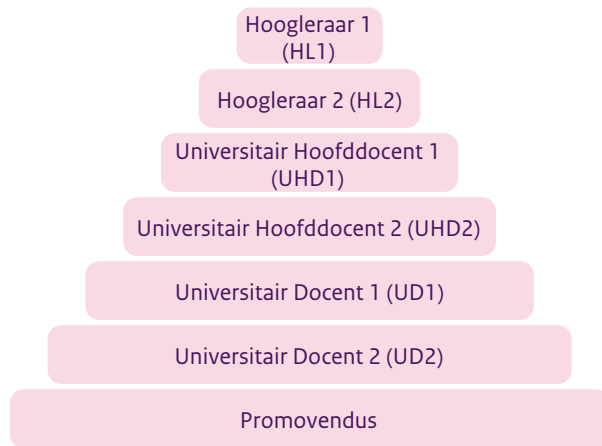 Hoogleraar 1
(HL1)
Hoogleraar 2 (HL2)
Universitair Hoofddocent 1
(UHD1)
Universitair Hoofddocent 2 (UHD2)
Universitair Docent 1 (UD1)
Universitair Docent 2 (UD2)
Promovendus